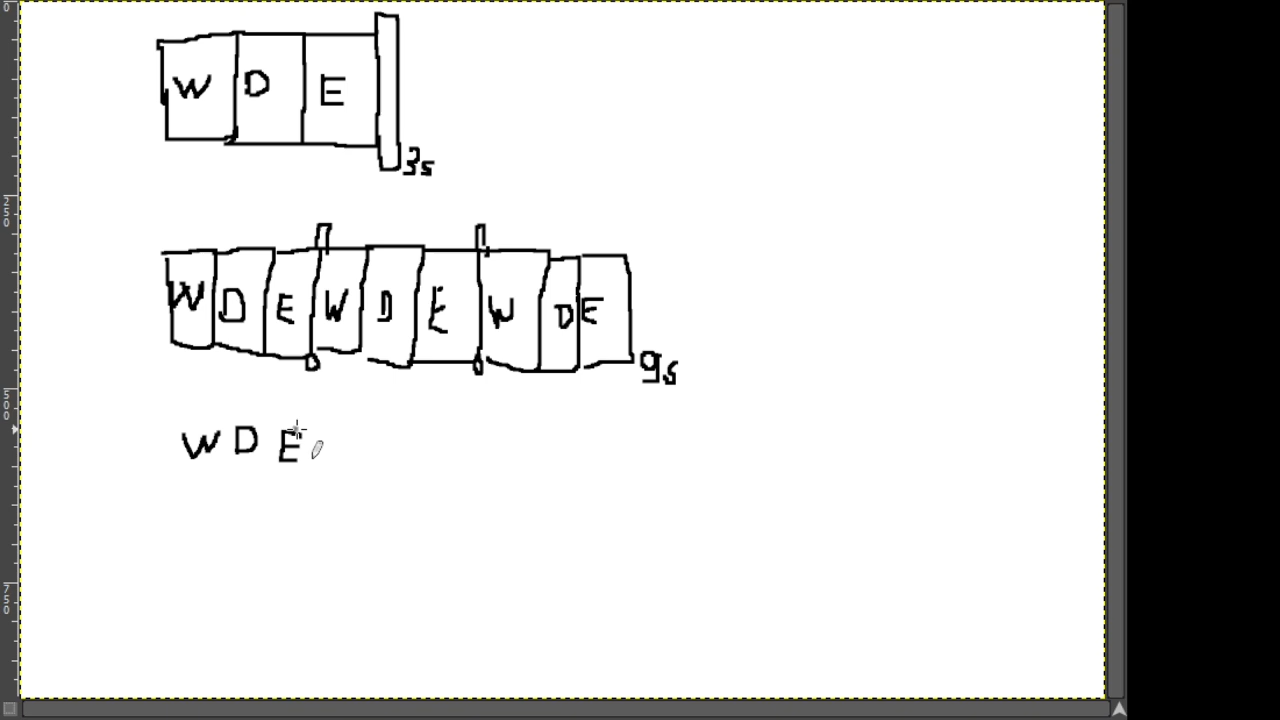 W D E
3s
W D E W D E W D E
9s
W D E